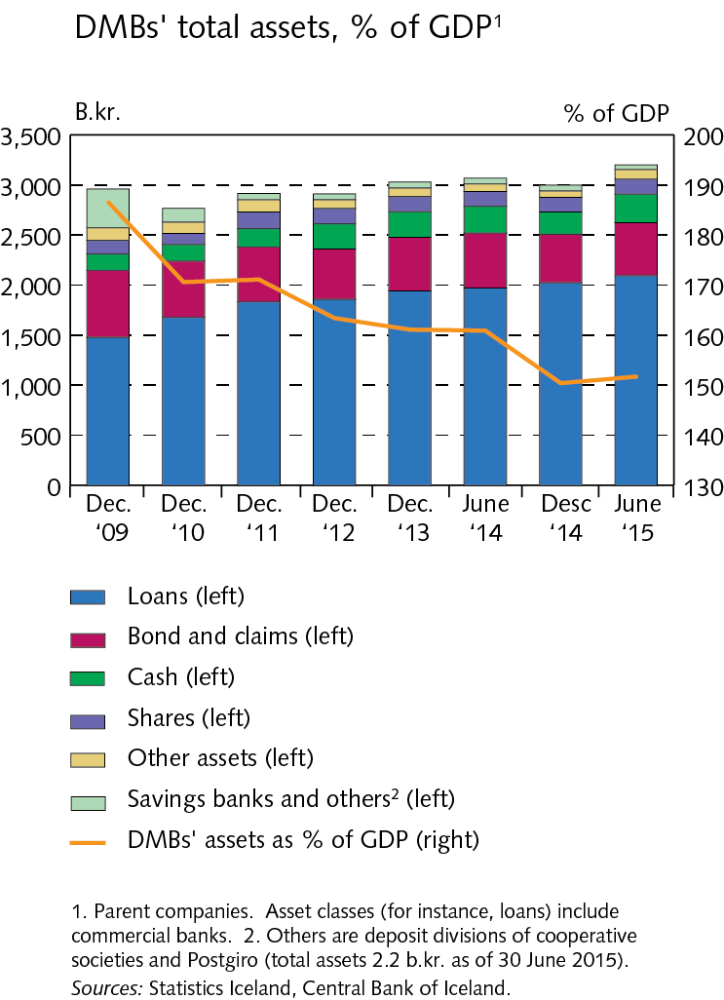 DMBs' total assets, % of GDP¹
B.kr. % of GDP
3,500 200
3,000 190
2,500 180
2,000 170
1,500 160
1,000 150
500 140
0 130
Dec. Dec. Dec. Dec. Dec. June Desc June
‘09 ‘10 ‘11 ‘12 ‘13 ‘14 ‘14 ‘15
Loans (left)
Bond and claims (left)
Cash (left)
Shares (left)
Other assets (left)
Savings banks and others² (left)
DMBs' assets as % of GDP (right)
1. Parent companies.  Asset classes (for instance, loans) include
commercial banks.  2. Others are deposit divisions of cooperative
societies and Postgiro (total assets 2.2 b.kr. as of 30 June 2015).
Sources: Statistics Iceland, Central Bank of Iceland.